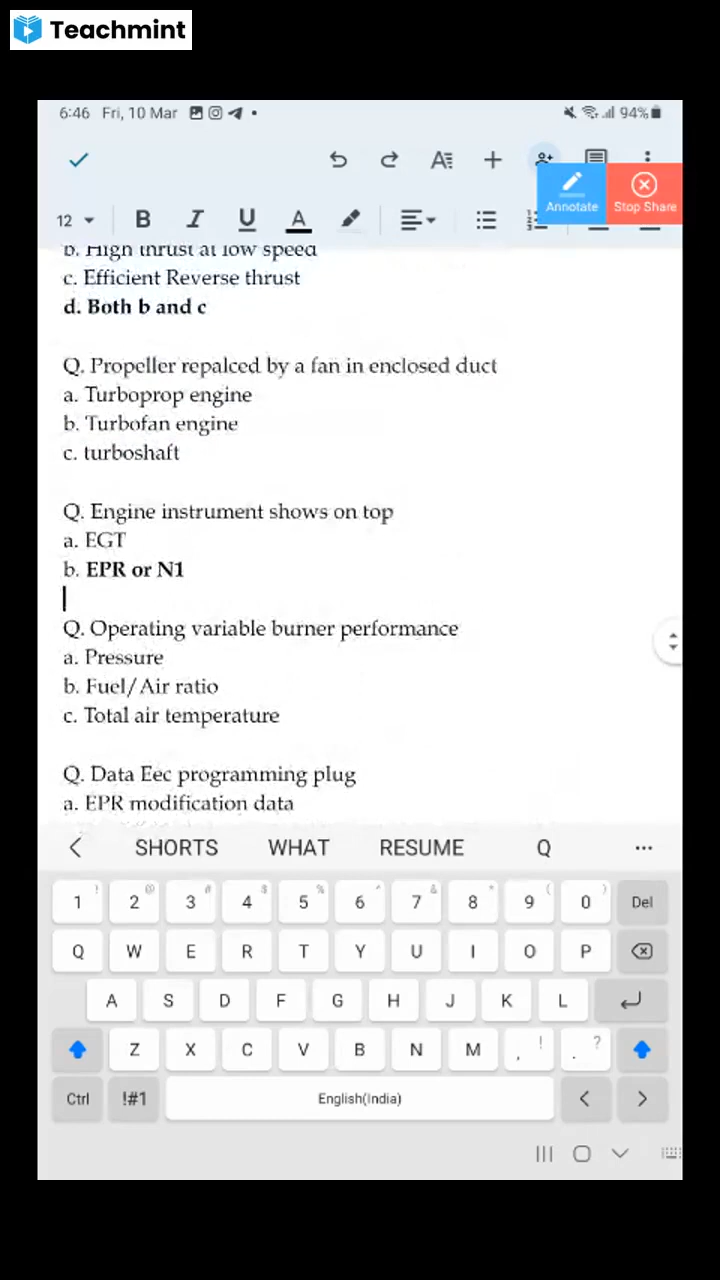 Teachmint
6:46 Fri, 10 Mar
94%
12 B I U A
Annotate
Stop Share
b. High thrust at low speed
c. Efficient Reverse thrust
d. Both b and c
Q. Propeller repalced by a fan in enclosed duct
a. Turboprop engine
b. Turbofan engine
c. turboshaft
Q. Engine instrument shows on top
a. EGT
b. EPR or N1
Q. Operating variable burner performance
a. Pressure
b. Fuel/Air ratio
c. Total air temperature
Q. Data Eec programming plug
a. EPR modification data
SHORTS WHAT RESUME Q ...
1 ! 2 @ 3 # 4 $ 5 % 6 ^ 7 & 8 * 9 ( 0 ) Del
Q W E R T Y U I O P
A S D F G H J K L
Z X C V B N M , ! . ?
Ctrl !#1 English(India) < >